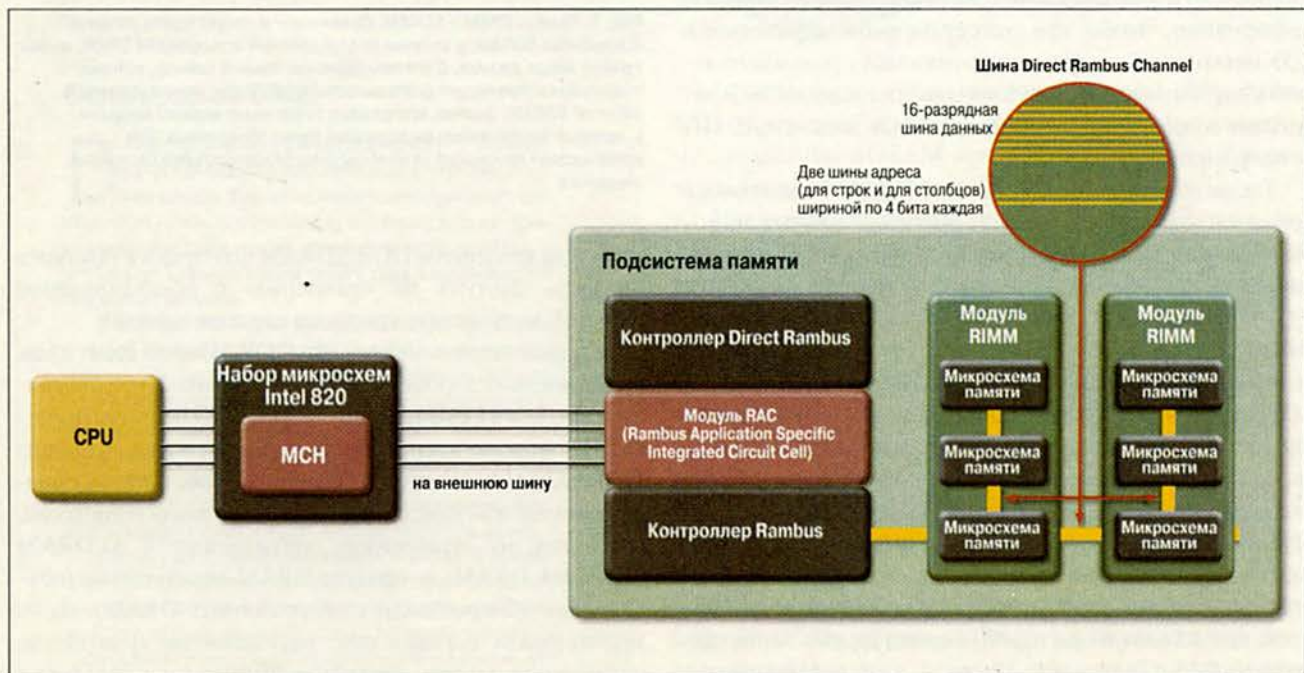 Шина Direct Rambus Channel
16-разрядная
шина данных
Две шины адреса
(для строк и для столбцов)
шириной по 4 бита каждая
Подсистема памяти
Контроллер Direct Rambus
Модуль RAC
(Rambus Application Specific
Integrated Circuit Cell)
Контроллер Rambus
Модуль
RIMM
Микросхема
памяти
Микросхема
памяти
Микросхема
памяти
Модуль
RIMM
Микросхема
памяти
Микросхема
памяти
Микросхема
памяти
CPU
Набор микросхем
Intel 820
MCH
на внешнюю шину